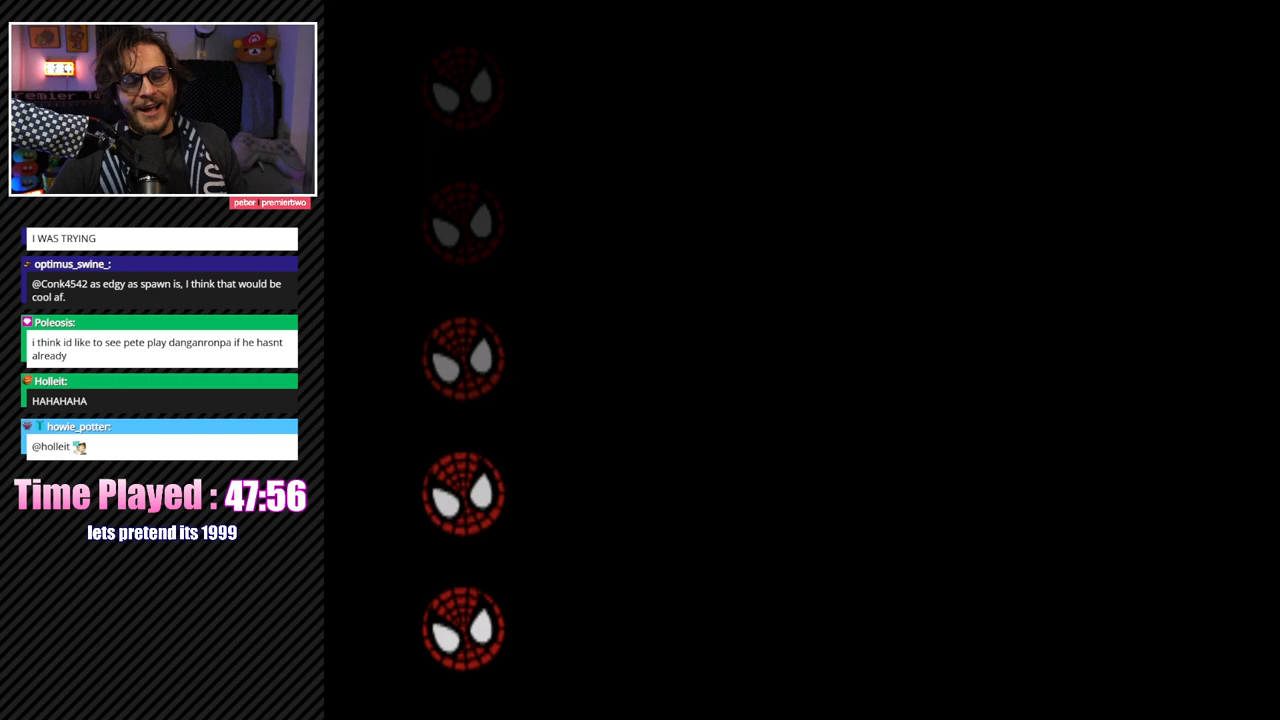 peter | premiertwo
I WAS TRYING
optimus_swine_:
@Conk4542 as edgy as spawn is, I think that would be
cool af.
Poleosis:
i think id like to see pete play danganronpa if he hasnt
already
Holleit:
HAHAHAHA
howie_potter:
@holleit
Time Played : 47:56
lets pretend its 1999